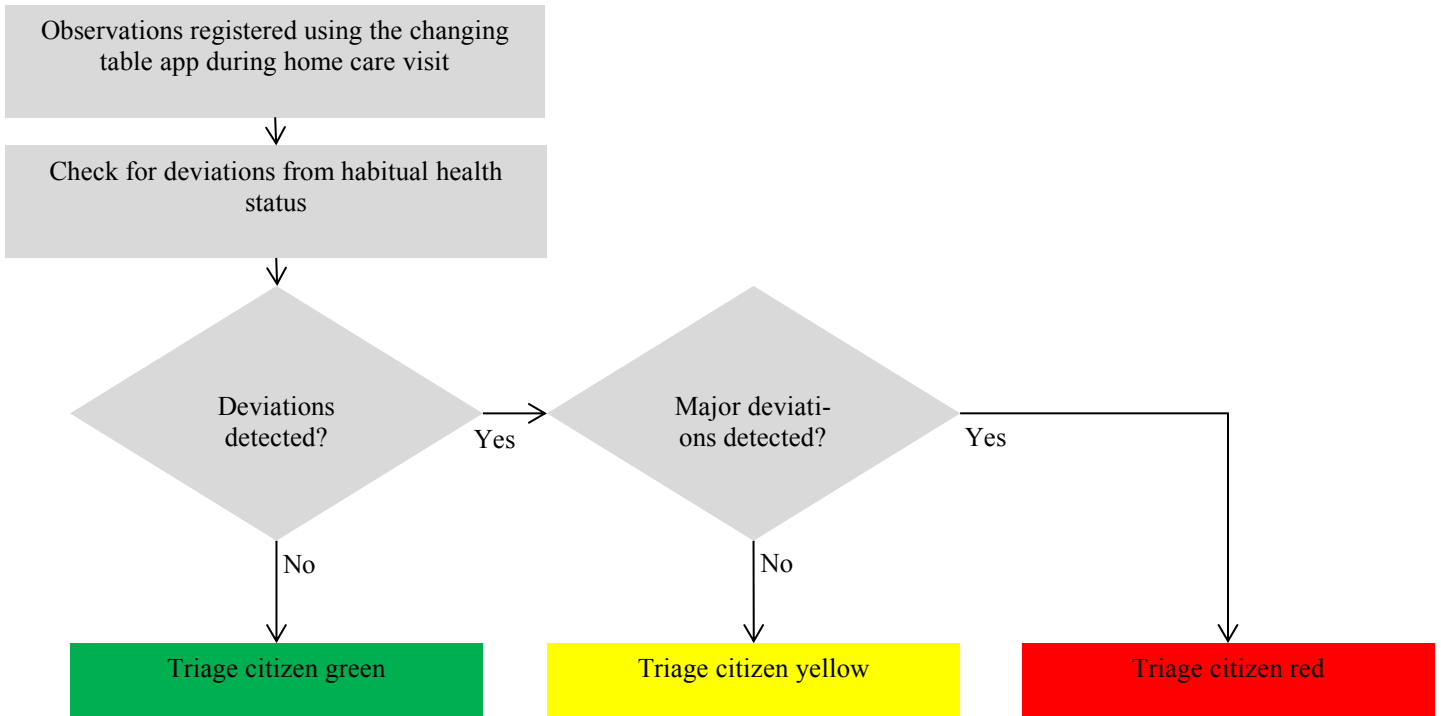 Observations registered using the changing
table app during home care visit
Check for deviations from habitual health
status
Deviations
detected?
Yes
Major deviati-
ons detected?
Yes
No
No
Triage citizen green
Triage citizen yellow
Triage citizen red